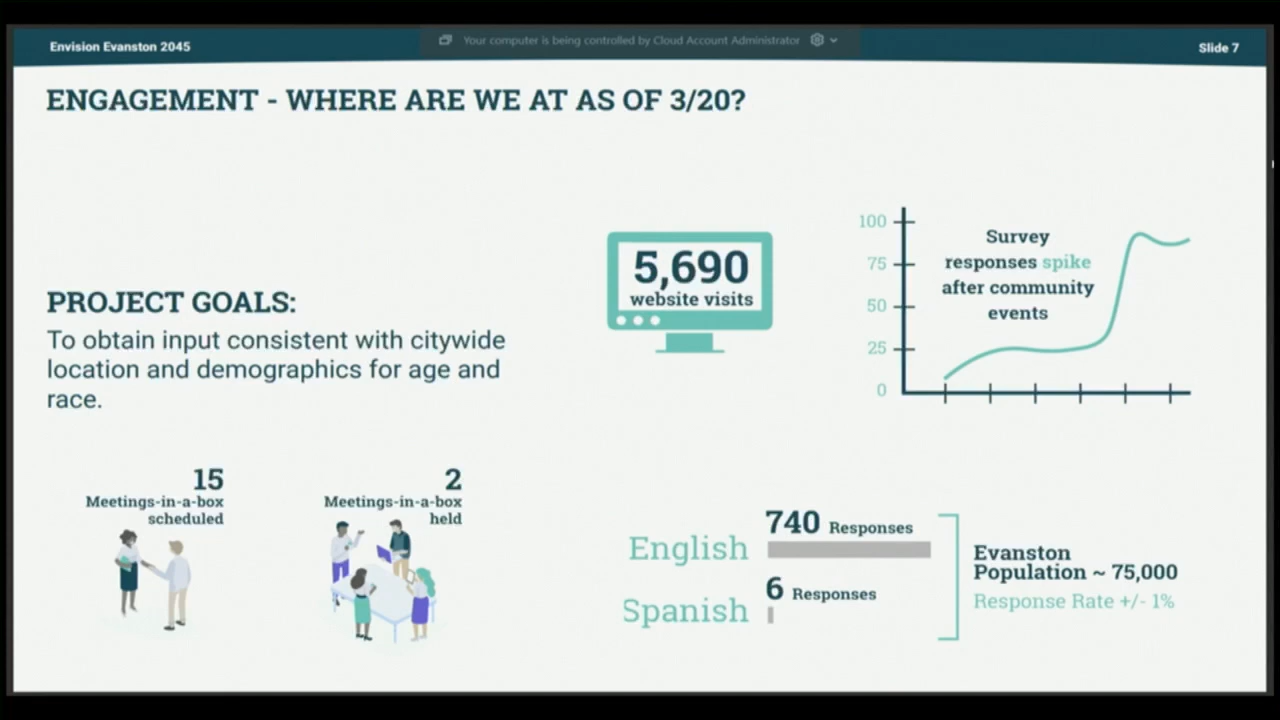 Envision Evanston 2045
Your computer is being controlled by Cloud Account Administrator
Slide 7
ENGAGEMENT - WHERE ARE WE AT AS OF 3/20?
PROJECT GOALS:
To obtain input consistent with citywide
location and demographics for age and
race.
5,690
website visits
100
75
50
25
0
Survey
responses spike
after community
events
15
Meetings-in-a-box
scheduled
2
Meetings-in-a-box
held
English
740 Responses
Spanish
6 Responses
Evanston
Population ~ 75,000
Response Rate +/- 1%